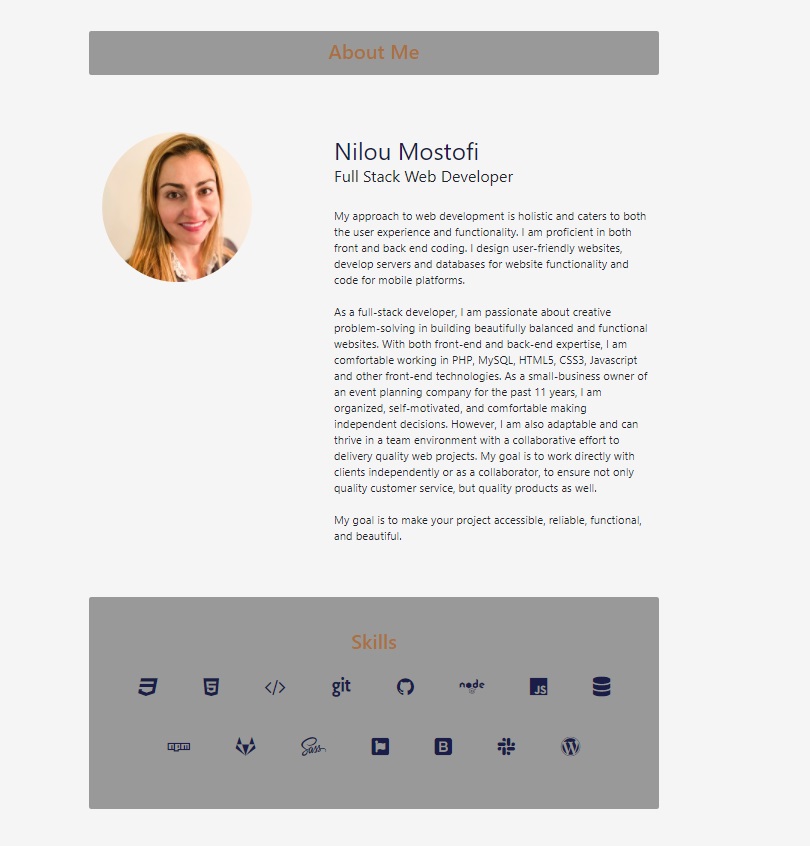 About Me
Nilou Mostofi
Full Stack Web Developer
My approach to web development is holistic and caters to both
the user experience and functionality. I am proficient in both
front and back end coding. I design user-friendly websites,
develop servers and databases for website functionality and
code for mobile platforms.
As a full-stack developer, I am passionate about creative
problem-solving in building beautifully balanced and functional
websites. With both front-end and back-end expertise, I am
comfortable working in PHP, MySQL, HTML5, CSS3, Javascript
and other front-end technologies. As a small-business owner of
an event planning company for the past 11 years, I am
organized, self-motivated, and comfortable making
independent decisions. However, I am also adaptable and can
thrive in a team environment with a collaborative effort to
delivery quality web projects. My goal is to work directly with
clients independently or as a collaborator, to ensure not only
quality customer service, but quality products as well.
My goal is to make your project accessible, reliable, functional,
and beautiful.
Skills
3 5 </> git node JS
npm Sass B W